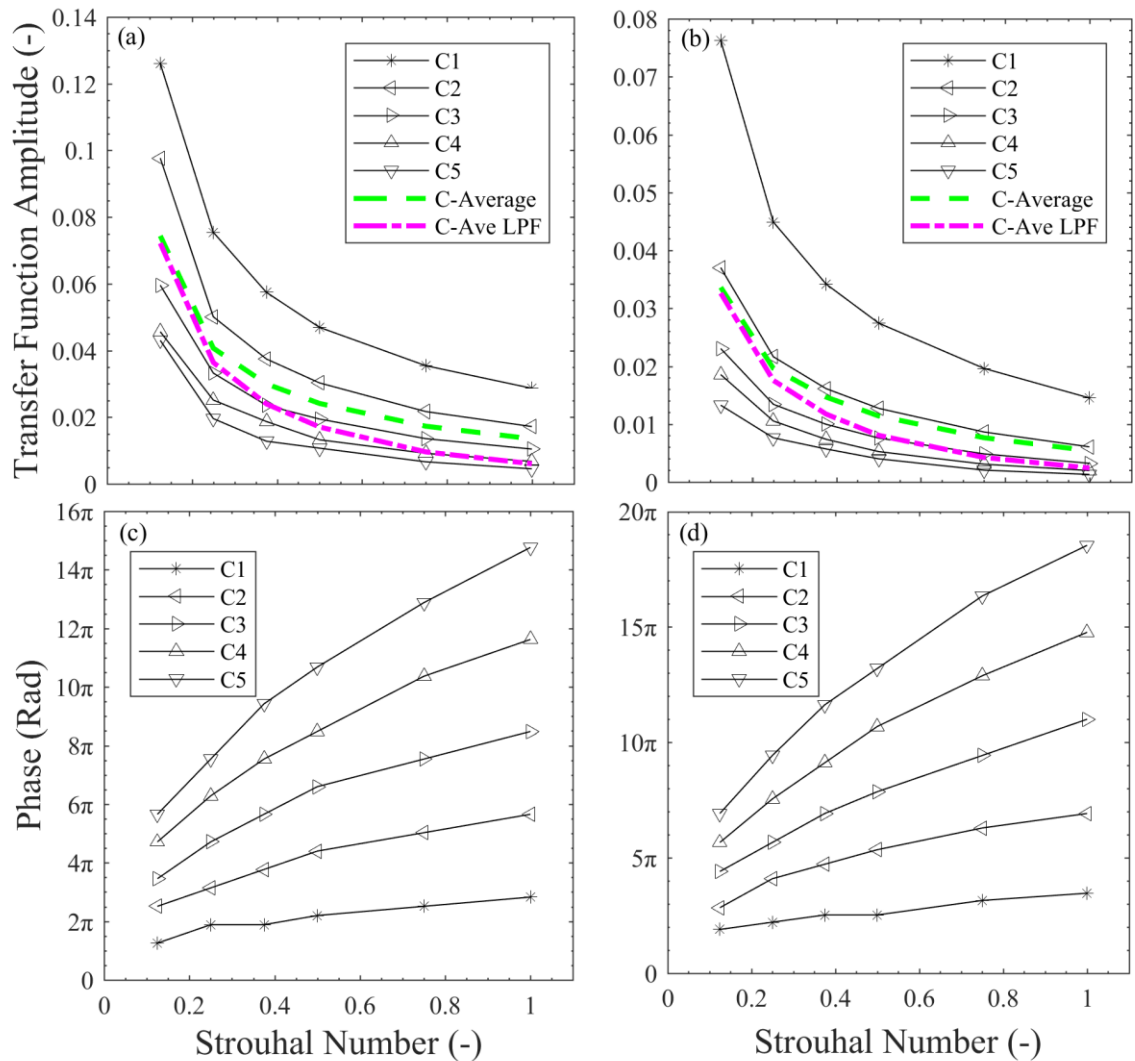 Transfer Function Amplitude (-)
(a)
0.14
0.12
0.1
0.08
0.06
0.04
0.02
0
C1
C2
C3
C4
C5
C-Average
C-Ave LPF
(b)
0.08
0.07
0.06
0.05
0.04
0.03
0.02
0.01
0
C1
C2
C3
C4
C5
C-Average
C-Ave LPF
Phase (Rad)
(c)
16π
14π
12π
10π
8π
6π
4π
2π
0
C1
C2
C3
C4
C5
0 0.2 0.4 0.6 0.8 1
Strouhal Number (-)
(d)
20π
15π
10π
5π
0
C1
C2
C3
C4
C5
0 0.2 0.4 0.6 0.8 1
Strouhal Number (-)